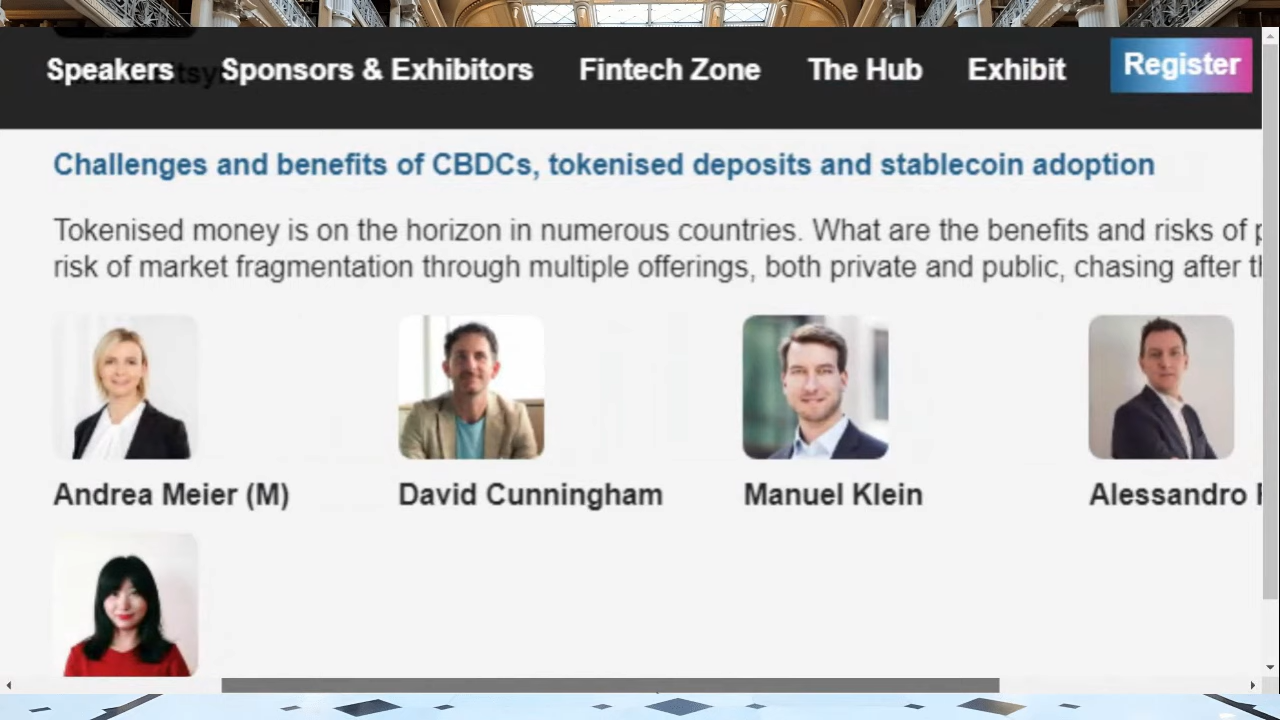 Speakers Sponsors & Exhibitors Fintech Zone The Hub Exhibit Register
Challenges and benefits of CBDCs, tokenised deposits and stablecoin adoption
Tokenised money is on the horizon in numerous countries. What are the benefits and risks of
risk of market fragmentation through multiple offerings, both private and public, chasing after
Andrea Meier (M) David Cunningham Manuel Klein Alessandro